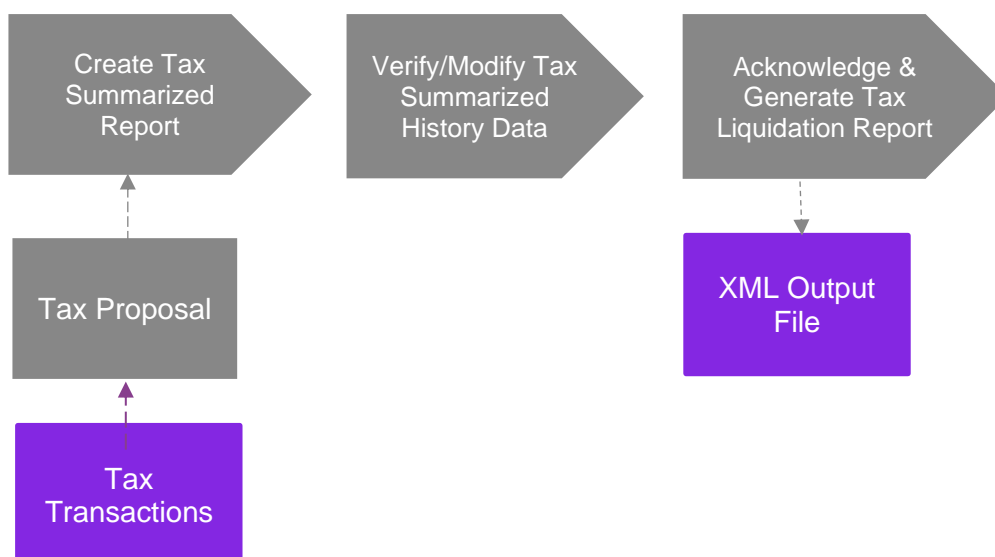 Create Tax
Summarized
Report
Verify/Modify Tax
Summarized
History Data
Acknowledge &
Generate Tax
Liquidation Report
Tax Proposal
XML Output
File
Tax
Transactions